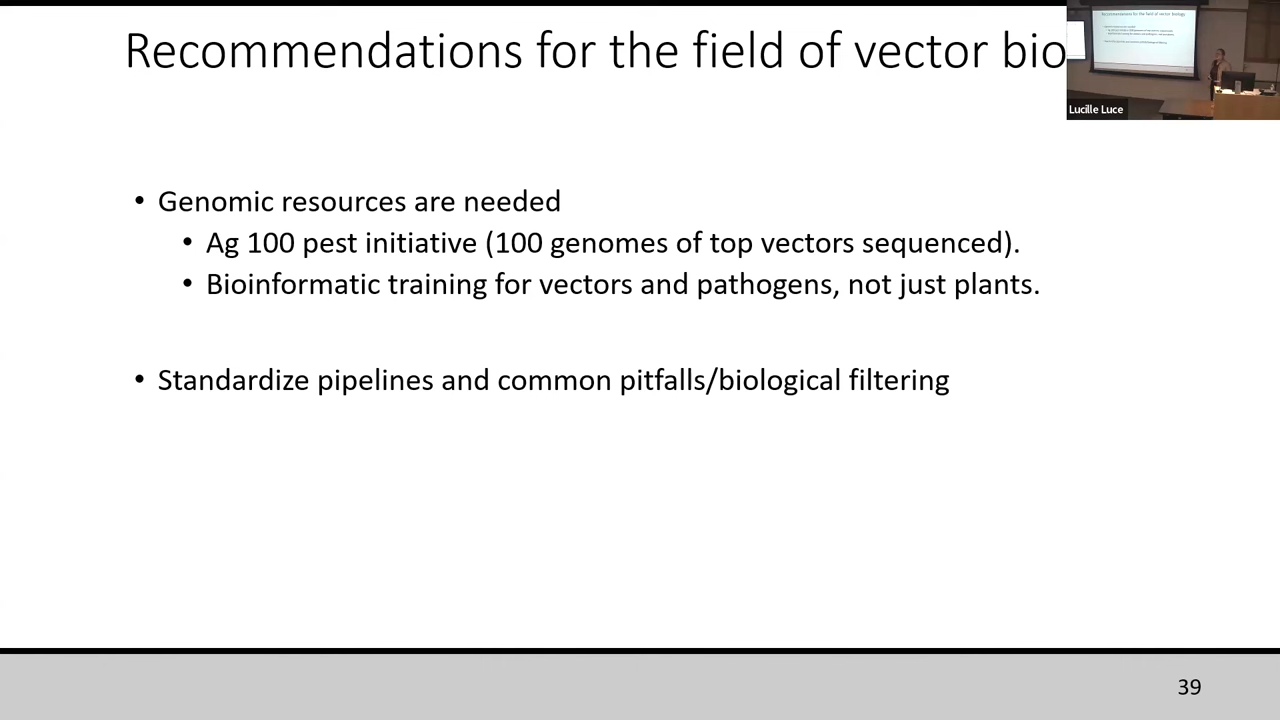 Recommendations for the field of vector bio
Lucille Luce
• Genomic resources are needed
• Ag 100 pest initiative (100 genomes of top vectors sequenced).
• Bioinformatic training for vectors and pathogens, not just plants.
• Standardize pipelines and common pitfalls/biological filtering
39